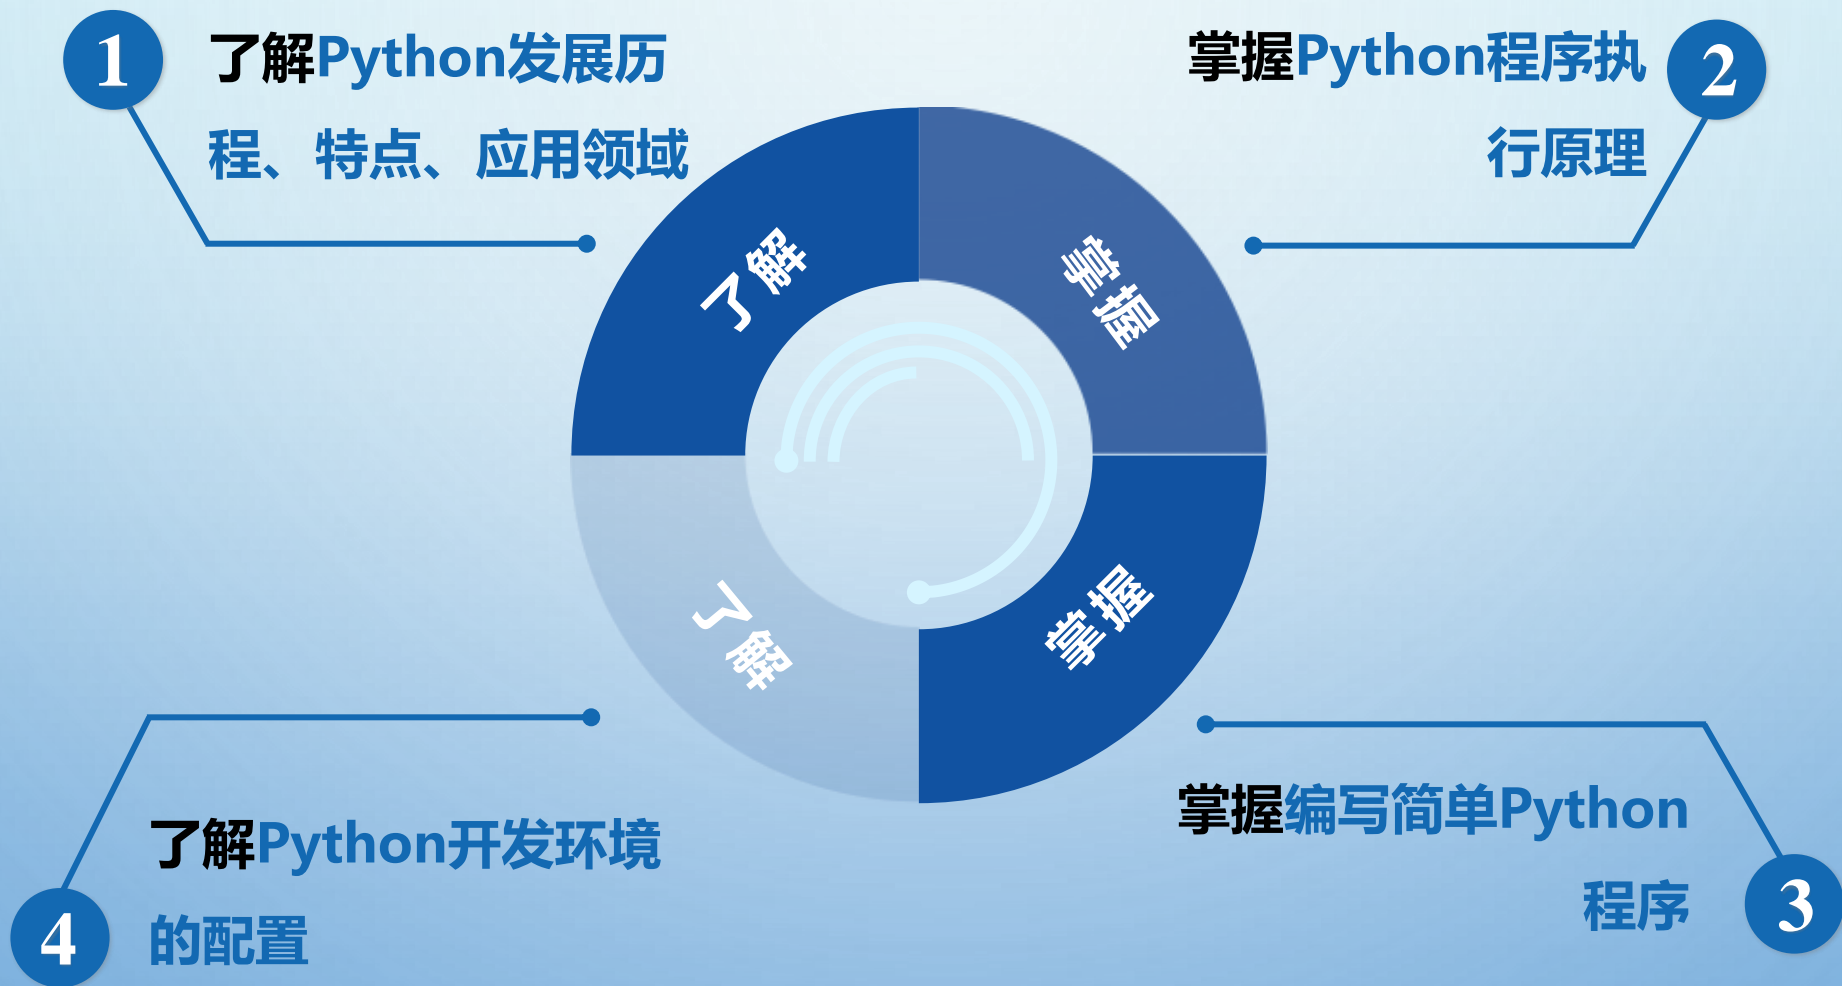 1
了解Python发展历
程、特点、应用领域
2
掌握Python程序执
行原理
了解
掌握
了解
掌握
3
掌握编写简单Python
程序
4
了解Python开发环境
的配置